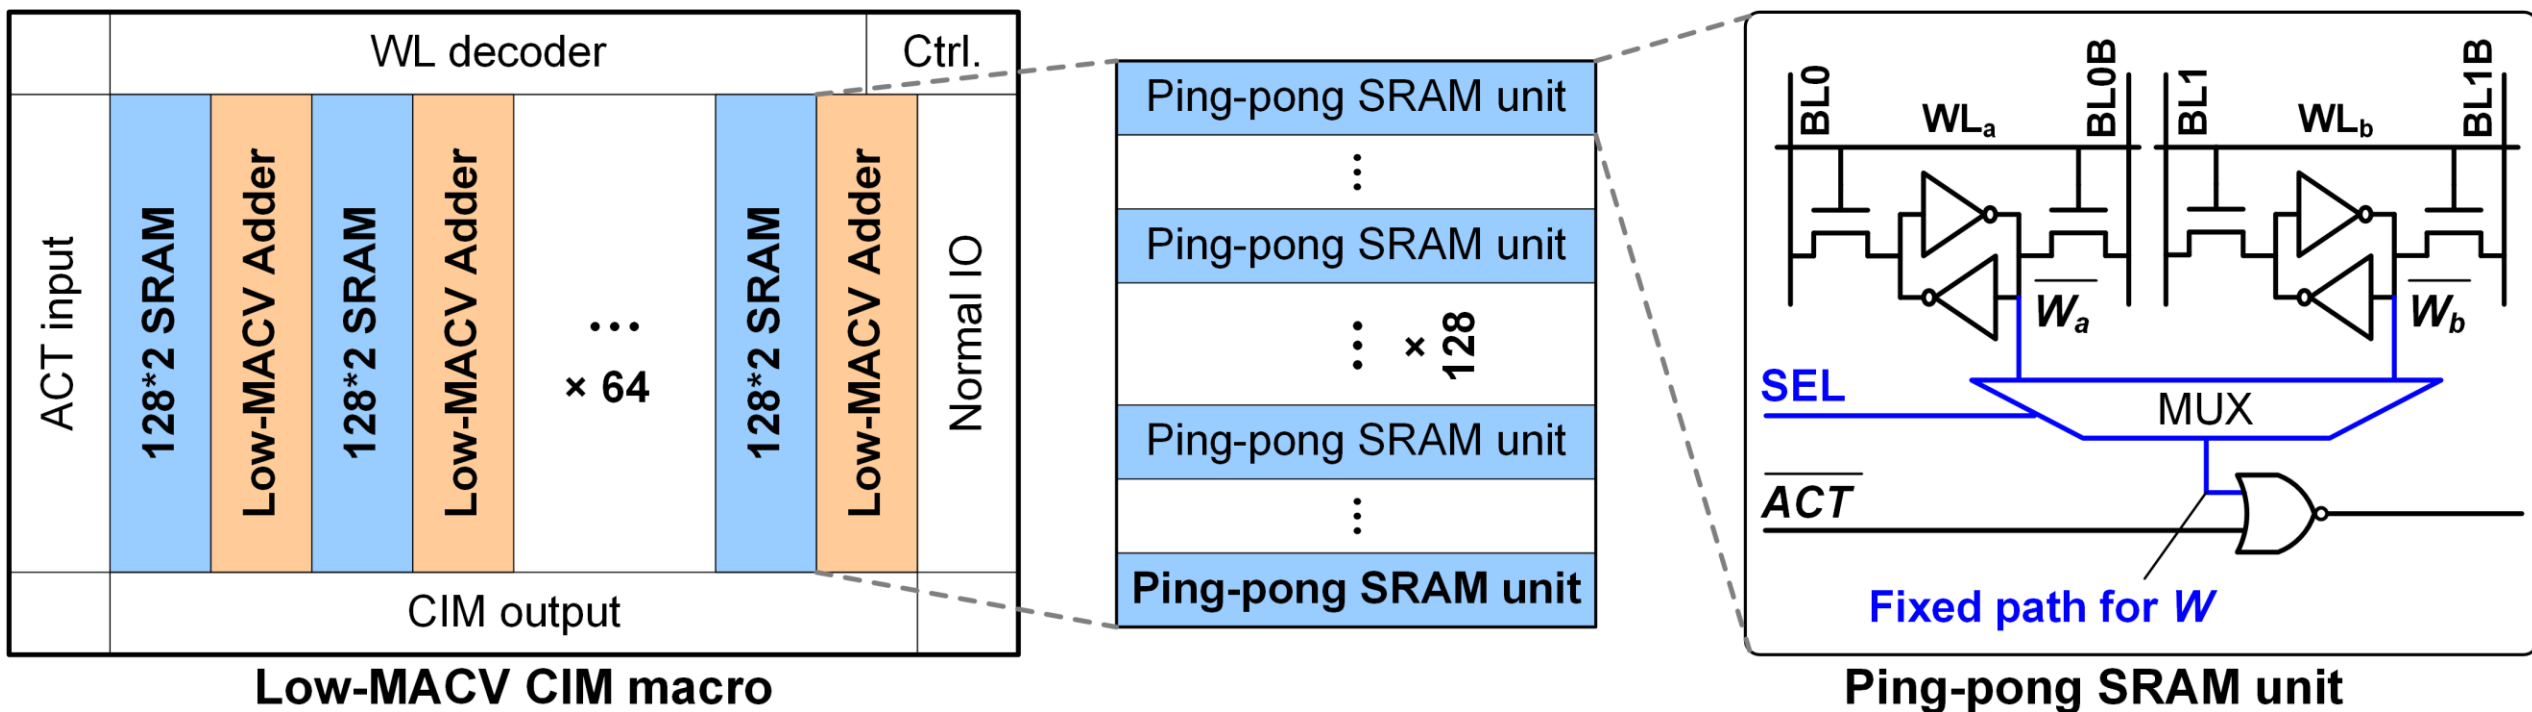 WL decoder
Ctrl.
ACT input
128*2 SRAM
Low-MACV Adder
128*2 SRAM
Low-MACV Adder
...
× 64
128*2 SRAM
Low-MACV Adder
Normal IO
CIM output
Low-MACV CIM macro
Ping-pong SRAM unit
...
Ping-pong SRAM unit
...
× 128
Ping-pong SRAM unit
...
Ping-pong SRAM unit
BL0
WLa
BL0B
BL1
WLb
BL1B
W̅a
W̅b
SEL
MUX
A̅C̅T̅
Fixed path for W
Ping-pong SRAM unit